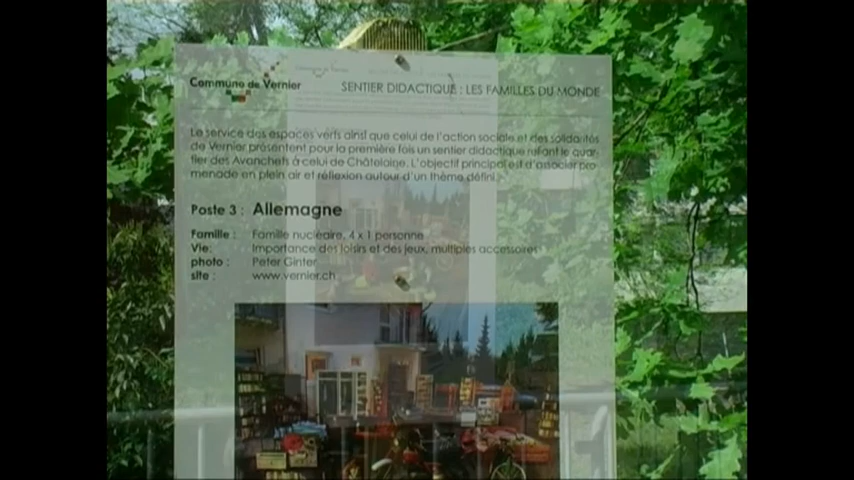 Commune de Vernier
SENTIER DIDACTIQUE : LES FAMILLES DU MONDE
Le service des espaces verts ainsi que celui de l'action sociale et des solidarités
de Vernier présentent pour la première fois un sentier didactique reliant le quar-
tier des Avanchets à celui de Châtelaine. L'objectif principal est d'associer pro-
menade en plein air et réflexion autour d'un thème défini.
Poste 3 : Allemagne
Famille : Famille nucléaire, 4 x 1 personne
Vie: Importance des loisirs et des jeux, multiples accessoires
photo : Peter Ginter
site : www.vernier.ch